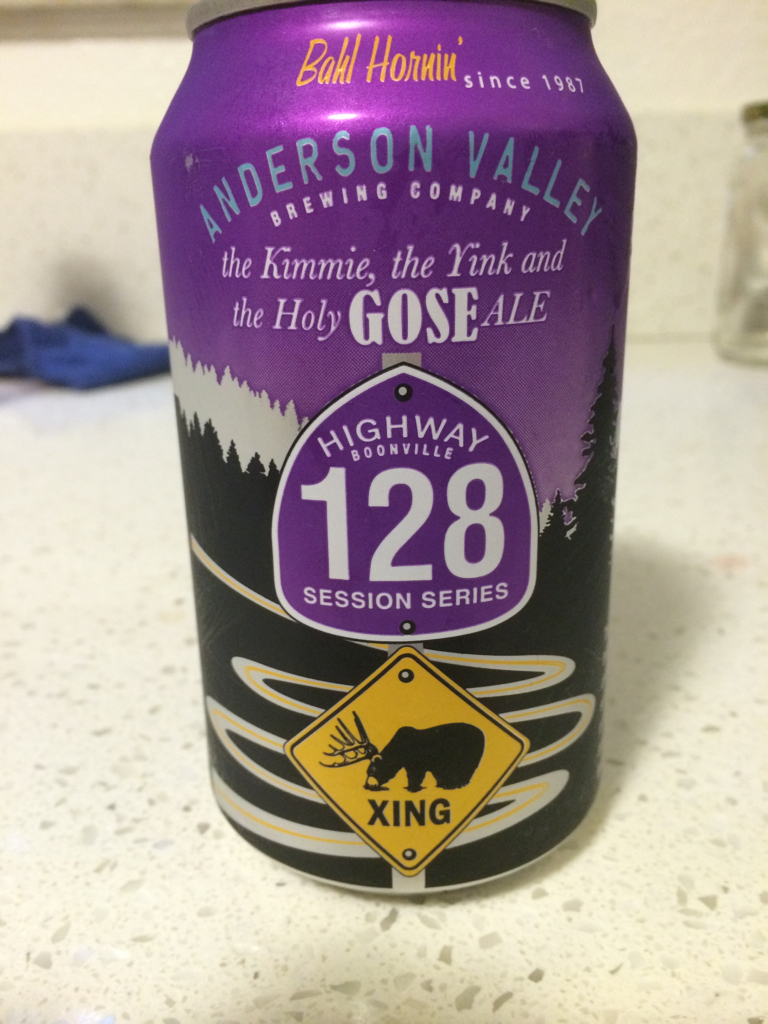 Bahl Hornin'
since 1987
ANDERSON VALLEY
BREWING COMPANY
the Kimmie, the Yink and
the Holy GOSE ALE
HIGHWAY
BOONVILLE
128
SESSION SERIES
XING